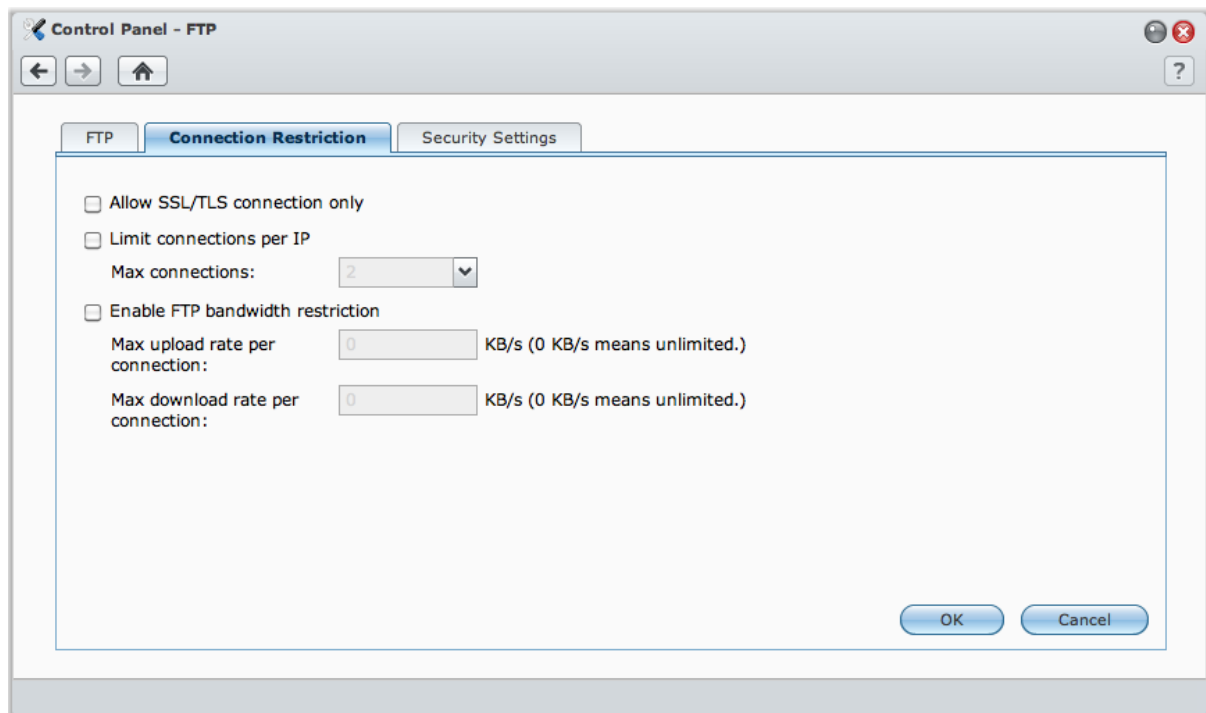 Control Panel - FTP
?
FTP
Connection Restriction
Security Settings
Allow SSL/TLS connection only
Limit connections per IP
Max connections:
2
Enable FTP bandwidth restriction
Max upload rate per
connection:
0
KB/s (0 KB/s means unlimited.)
Max download rate per
connection:
0
KB/s (0 KB/s means unlimited.)
OK
Cancel